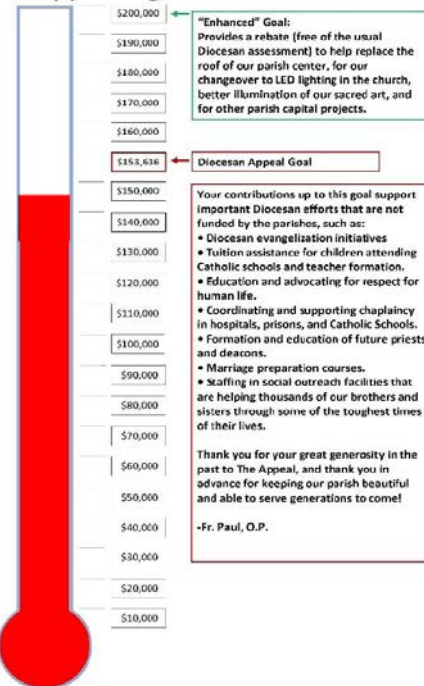 $200,000
$190,000
$180,000
$170,000
$160,000
$153,636
$150,000
$140,000
$130,000
$120,000
$110,000
$100,000
$90,000
$80,000
$70,000
$60,000
$50,000
$40,000
$30,000
$20,000
$10,000
"Enhanced" Goal:
Provides a rebate (free of the usual
Diocesan assessment) to help replace the
roof of our parish center, for our
changeover to LED lighting in the church,
better illumination of our sacred art, and
for other parish capital projects.
Diocesan Appeal Goal
Your contributions up to this goal support
important Diocesan efforts that are not
funded by the parishes, such as:
• Diocesan evangelization initiatives
• Tuition assistance for children attending
Catholic schools and teacher formation.
• Education and advocating for respect for
human life.
• Coordinating and supporting chaplaincy
in hospitals, prisons, and Catholic Schools.
• Formation and education of future priests
and deacons.
• Marriage preparation courses.
• Staffing in social outreach facilities that
are helping thousands of our brothers and
sisters through some of the toughest times
of their lives.
Thank you for your great generosity in the
past to The Appeal, and thank you in
advance for keeping our parish beautiful
and able to serve generations to come!
-Fr. Paul, O.P.